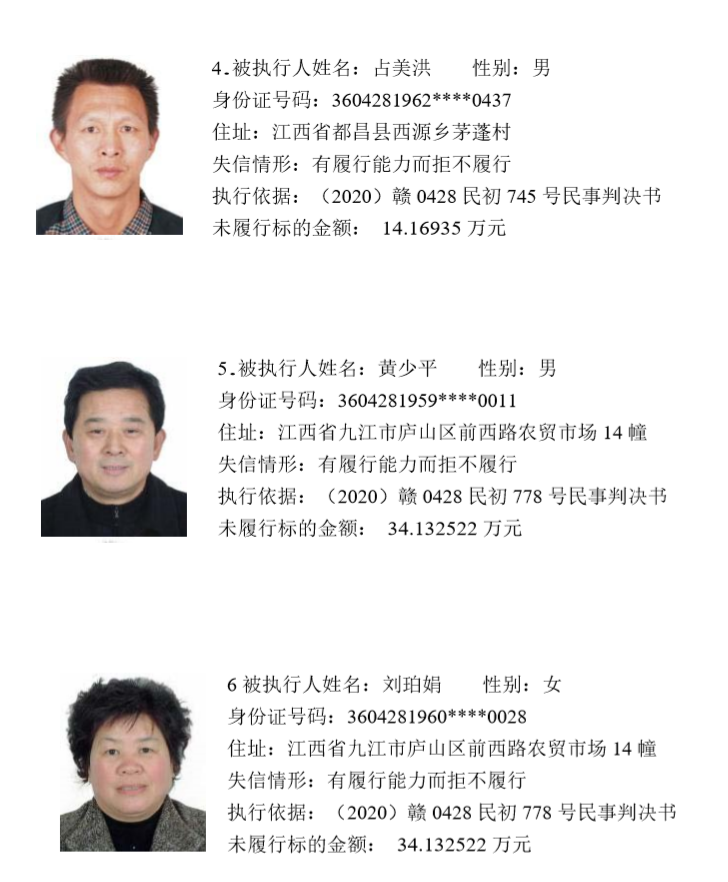 4.被执行人姓名：占美洪 性别：男
身份证号码：3604281962****0437
住址：江西省都昌县西源乡茅蓬村
失信情形：有履行能力而拒不履行
执行依据：（2020）赣 0428 民初 745 号民事判决书
未履行标的金额： 14.16935 万元
5.被执行人姓名：黄少平 性别：男
身份证号码：3604281959****0011
住址：江西省九江市庐山区前西路农贸市场 14 幢
失信情形：有履行能力而拒不履行
执行依据：（2020）赣 0428 民初 778 号民事判决书
未履行标的金额： 34.132522 万元
6 被执行人姓名：刘珀娟 性别：女
身份证号码：3604281960****0028
住址：江西省九江市庐山区前西路农贸市场 14 幢
失信情形：有履行能力而拒不履行
执行依据：（2020）赣 0428 民初 778 号民事判决书
未履行标的金额： 34.132522 万元